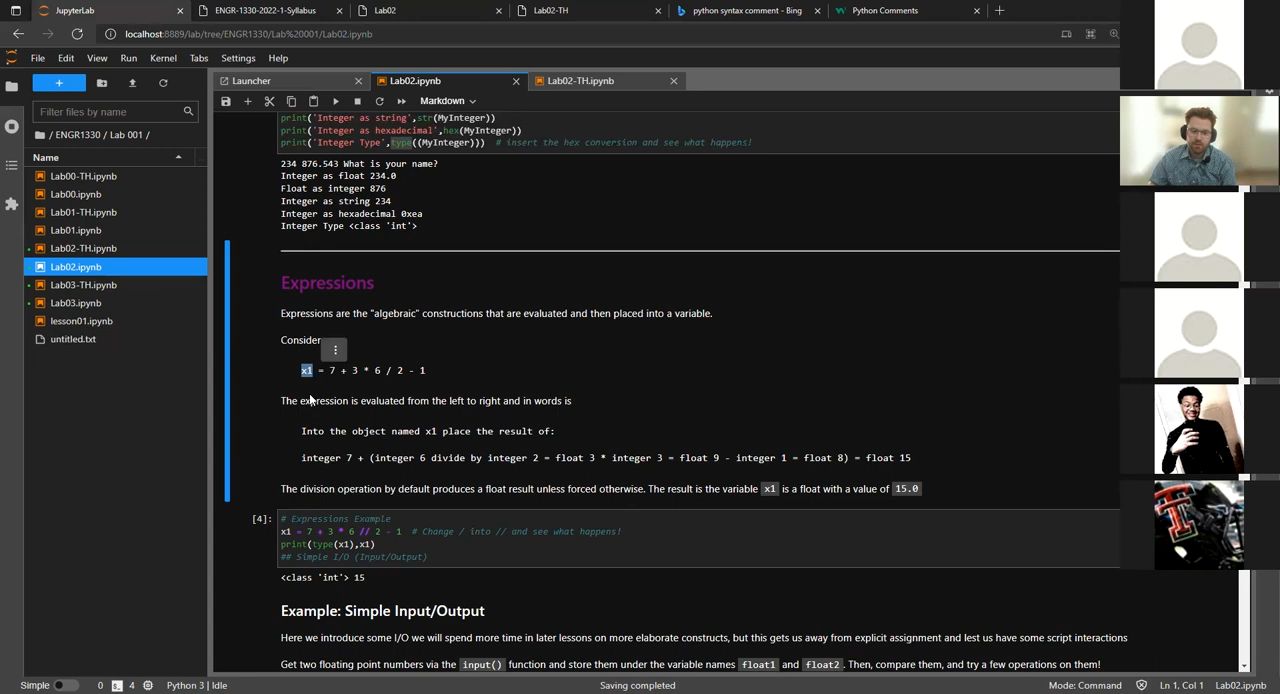 JupyterLab
ENGR-1330-2022-1-Syllabus
Lab02
Lab02-TH
python syntax comment - Bing
Python Comments
localhost:8889/lab/tree/ENGR1330/Lab%20001/Lab02.ipynb
File Edit View Run Kernel Tabs Settings Help
Launcher
Lab02.ipynb
Lab02-TH.ipynb
Markdown
Filter files by name
/ ENGR1330 / Lab 001 /
Name
Lab00-TH.ipynb
Lab00.ipynb
Lab01-TH.ipynb
Lab01.ipynb
Lab02-TH.ipynb
Lab02.ipynb
Lab03-TH.ipynb
Lab03.ipynb
lesson01.ipynb
untitled.txt
print('Integer as string',str(MyInteger))
print('Integer as hexadecimal',hex(MyInteger))
print('Integer Type',type((MyInteger))) # insert the hex conversion and see what happens!
234 876.543 What is your name?
Integer as float 234.0
Float as integer 876
Integer as string 234
Integer as hexadecimal 0xea
Integer Type <class 'int'>
Expressions
Expressions are the "algebraic" constructions that are evaluated and then placed into a variable.
Consider
x1 = 7 + 3 * 6 / 2 - 1
The expression is evaluated from the left to right and in words is
Into the object named x1 place the result of:
integer 7 + (integer 6 divide by integer 2 = float 3 * integer 3 = float 9 - integer 1 = float 8) = float 15
The division operation by default produces a float result unless forced otherwise. The result is the variable x1 is a float with a value of 15.0
[4]:
# Expressions Example
x1 = 7 + 3 * 6 // 2 - 1 # Change / into // and see what happens!
print(type(x1),x1)
## Simple I/O (Input/Output)
<class 'int'> 15
Example: Simple Input/Output
Here we introduce some I/O we will spend more time in later lessons on more elaborate constructs, but this gets us away from explicit assignment and lest us have some script interactions
Get two floating point numbers via the input() function and store them under the variable names float1 and float2. Then, compare them, and try a few operations on them!
Simple 0 4 Python 3 | Idle Saving completed Mode: Command Ln 1, Col 1 Lab02.ipynb